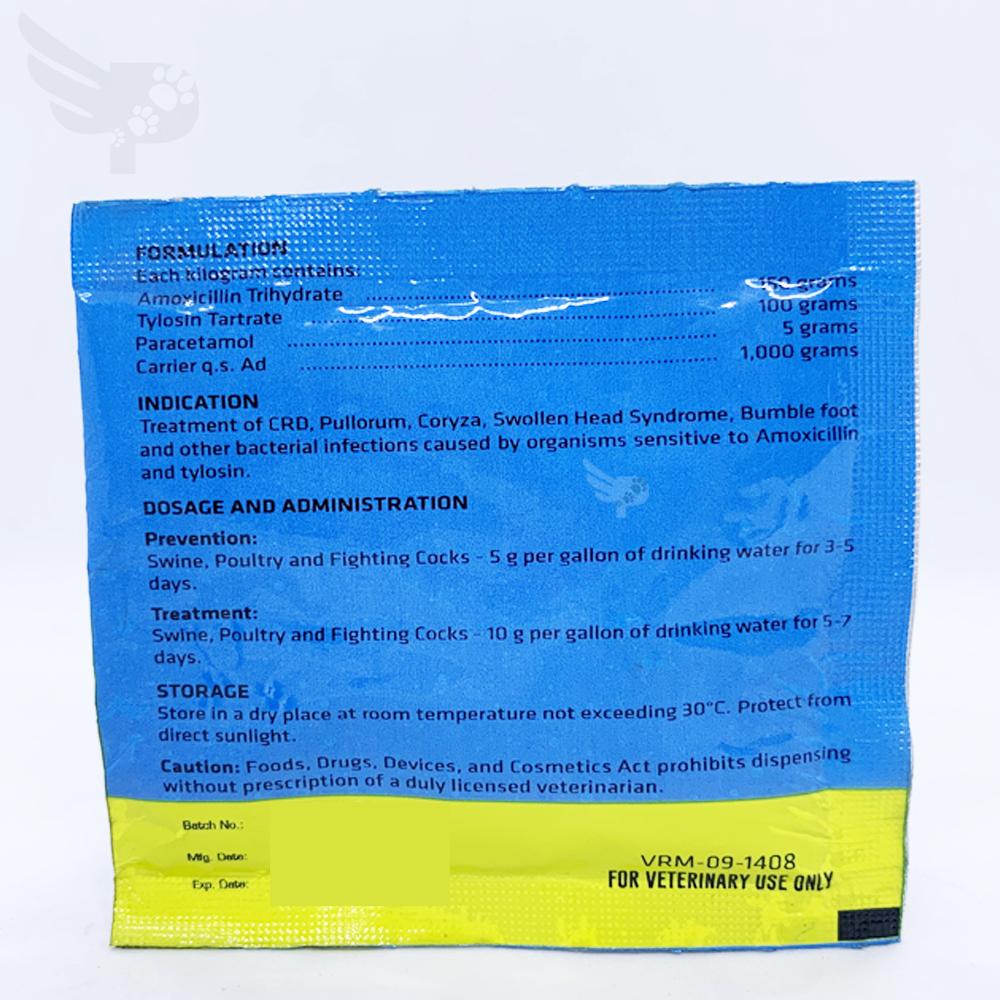 FORMULATION
Each kilogram contains:
Amoxicillin Trihydrate ........ 150 grams
Tylosin Tartrate ........ 100 grams
Paracetamol ........ 5 grams
Carrier q.s. Ad ........ 1,000 grams
INDICATION
Treatment of CRD, Pullorum, Coryza, Swollen Head Syndrome, Bumble foot
and other bacterial infections caused by organisms sensitive to Amoxicillin
and tylosin.
DOSAGE AND ADMINISTRATION
Prevention:
Swine, Poultry and Fighting Cocks - 5 g per gallon of drinking water for 3-5
days.
Treatment:
Swine, Poultry and Fighting Cocks - 10 g per gallon of drinking water for 5-7
days.
STORAGE
Store in a dry place at room temperature not exceeding 30°C. Protect from
direct sunlight.
Caution: Foods, Drugs, Devices, and Cosmetics Act prohibits dispensing
without prescription of a duly licensed veterinarian.
Batch No.:
Mfg. Date:
Exp. Date:
VRM-09-1408
FOR VETERINARY USE ONLY